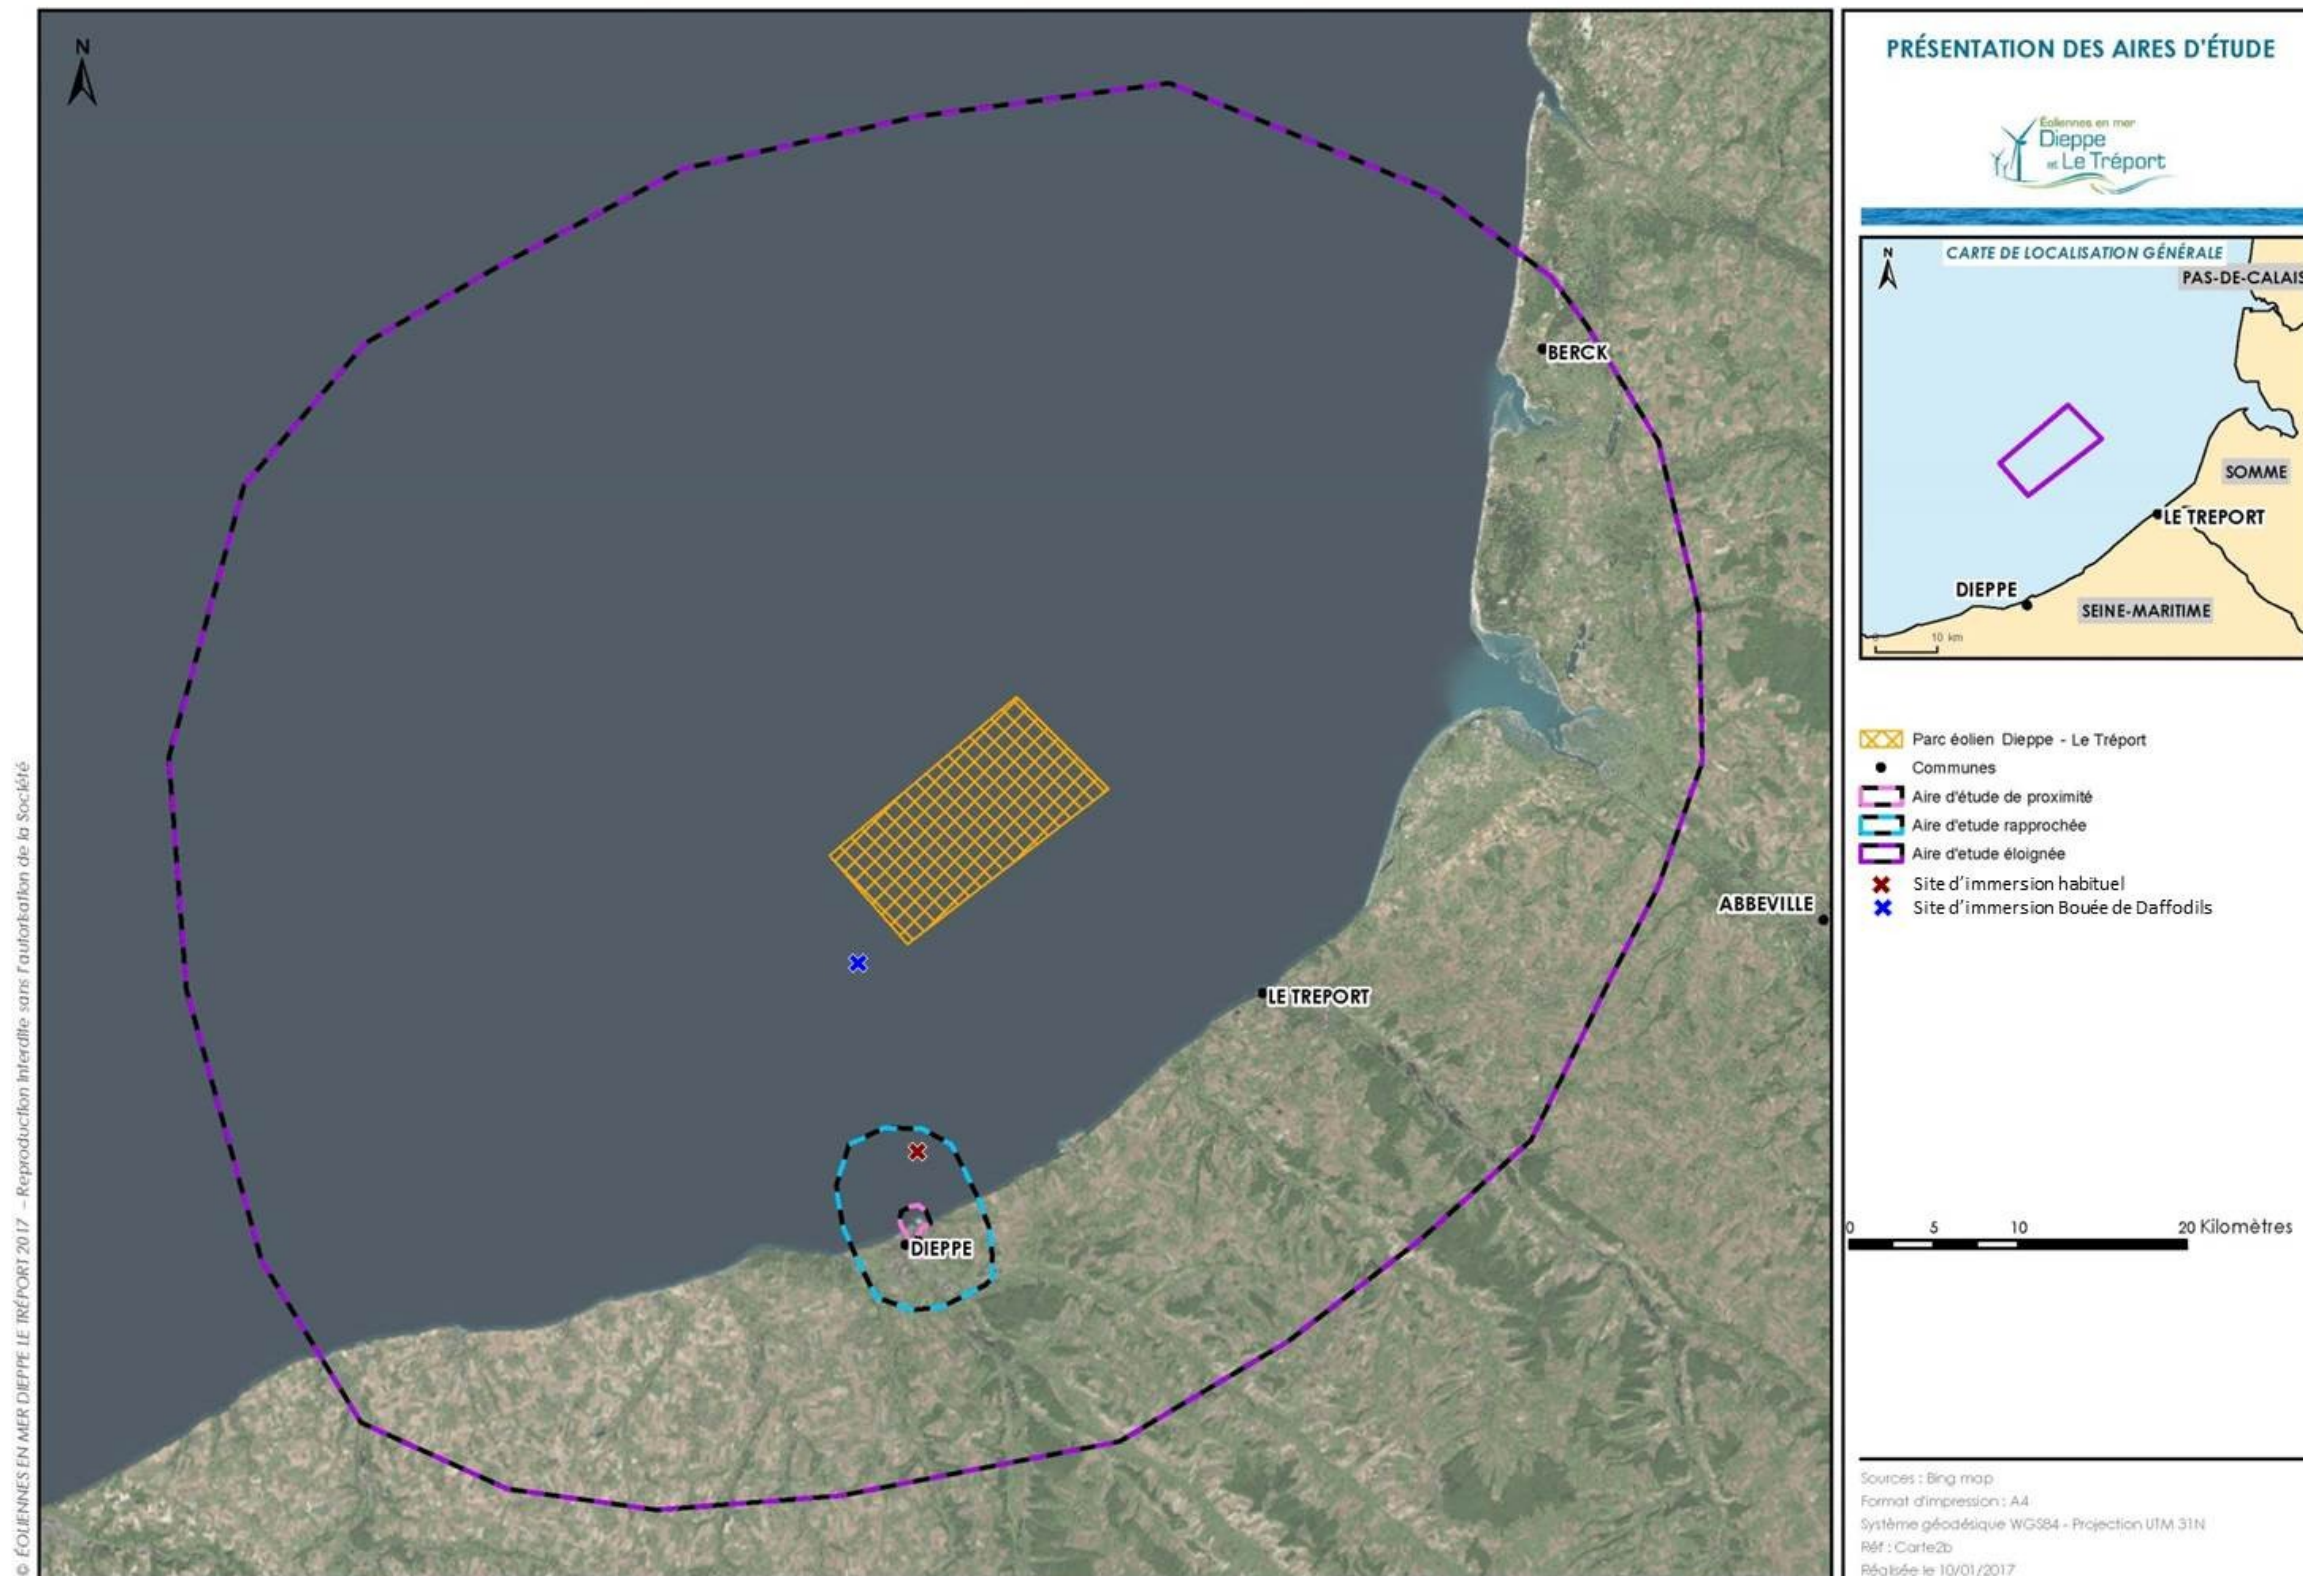 N
BERCK
ABBEVILLE
LE TREPORT
DIEPPE
© ÉOLIENNES EN MER DIEPPE LE TRÉPORT 2017 – Reproduction interdite sans l'autorisation de la Société
PRÉSENTATION DES AIRES D'ÉTUDE
Éoliennes en mer
Dieppe
et Le Tréport
N
CARTE DE LOCALISATION GÉNÉRALE
PAS-DE-CALAIS
SOMME
LE TREPORT
DIEPPE
SEINE-MARITIME
0 10 km
Parc éolien Dieppe - Le Tréport
Communes
Aire d'étude de proximité
Aire d'etude rapprochée
Aire d'etude éloignée
Site d'immersion habituel
Site d'immersion Bouée de Daffodils
0 5 10 20 Kilomètres
Sources : Bing map
Format d'impression : A4
Système géodésique WGS84 - Projection UTM 31N
Réf : Carte2b
Réalisée le 10/01/2017